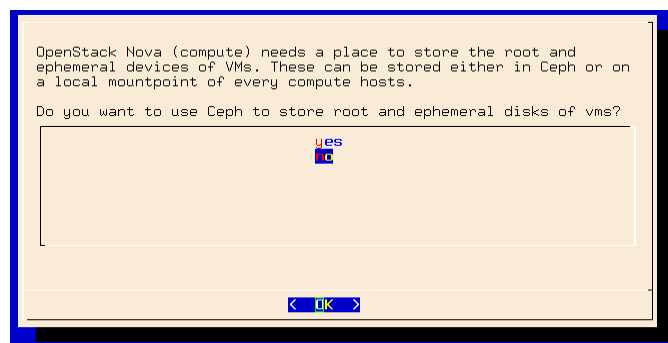 OpenStack Nova (compute) needs a place to store the root and
ephemeral devices of VMs. These can be stored either in Ceph or on
a local mountpoint of every compute hosts.
Do you want to use Ceph to store root and ephemeral disks of vms?
yes
no
< OK >